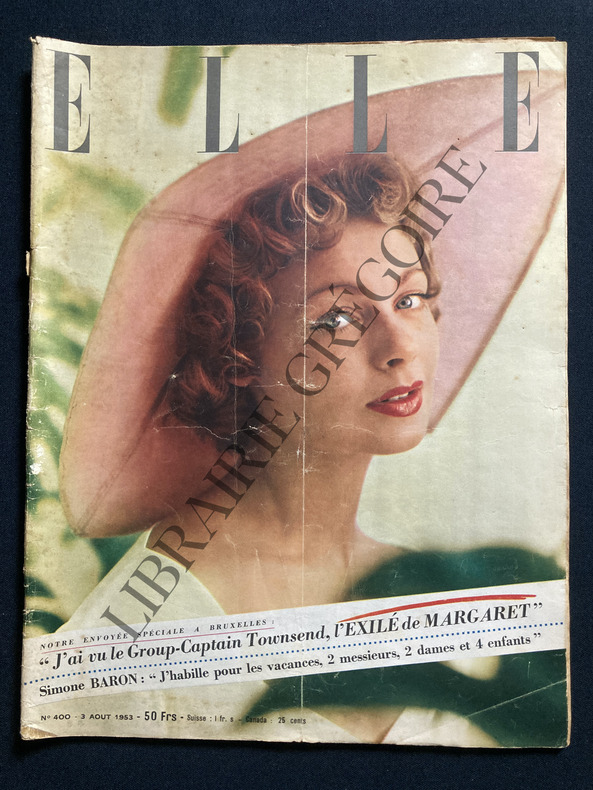 ELLE
LIBRAIRIE GRÉGOIRE
NOTRE ENVOYÉE SPÉCIALE A BRUXELLES :
“ J’ai vu le Group-Captain Townsend, l’EXILÉ de MARGARET ”
Simone BARON : “ J’habille pour les vacances, 2 messieurs, 2 dames et 4 enfants ”
N° 400 - 3 AOUT 1953 - 50 Frs - Suisse : 1 fr. s - Canada : 25 cents